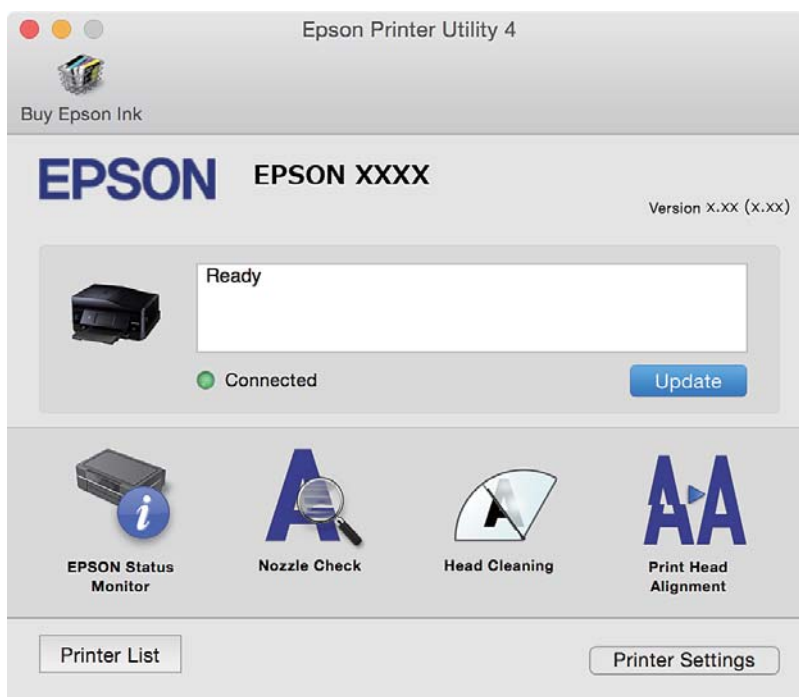 Epson Printer Utility 4
Buy Epson Ink
EPSON
EPSON XXXX
Version x.xx (x.xx)
Ready
Connected
Update
EPSON Status
Monitor
Nozzle Check
Head Cleaning
Print Head
Alignment
Printer List
Printer Settings